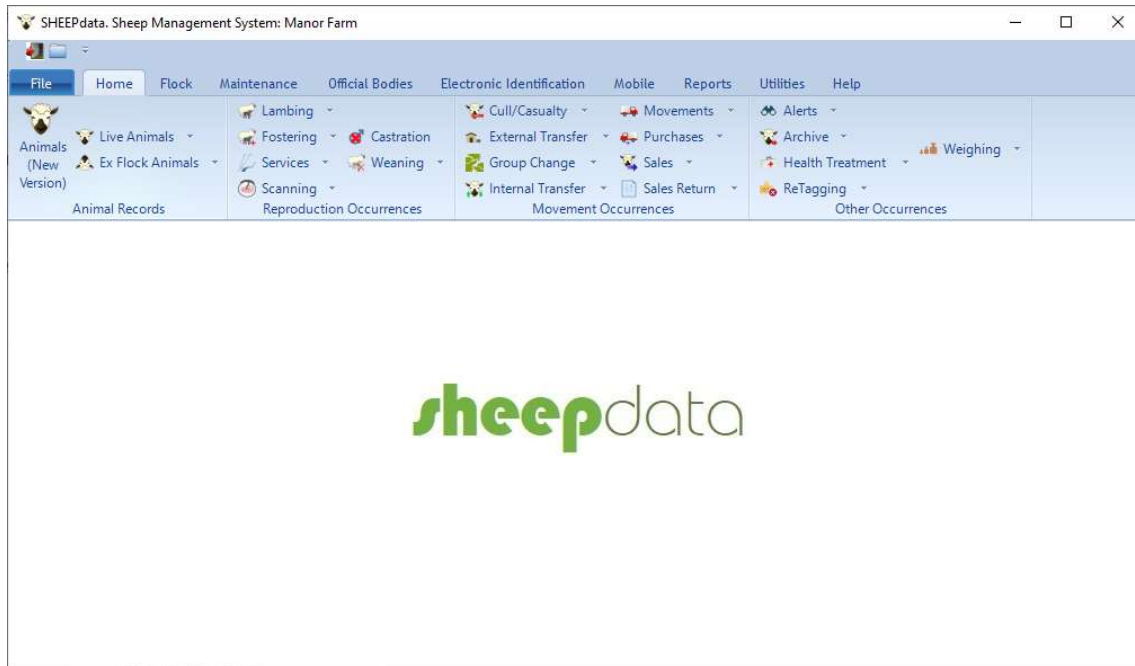 SHEEPdata. Sheep Management System: Manor Farm
File Home Flock Maintenance Official Bodies Electronic Identification Mobile Reports Utilities Help
Animals
(New
Version)
Live Animals
Ex Flock Animals
Animal Records
Lambing
Fostering Castration
Services Weaning
Scanning
Reproduction Occurrences
Cull/Casualty Movements
External Transfer Purchases
Group Change Sales
Internal Transfer Sales Return
Movement Occurrences
Alerts
Archive
Weighing
Health Treatment
ReTagging
Other Occurrences
sheepdata